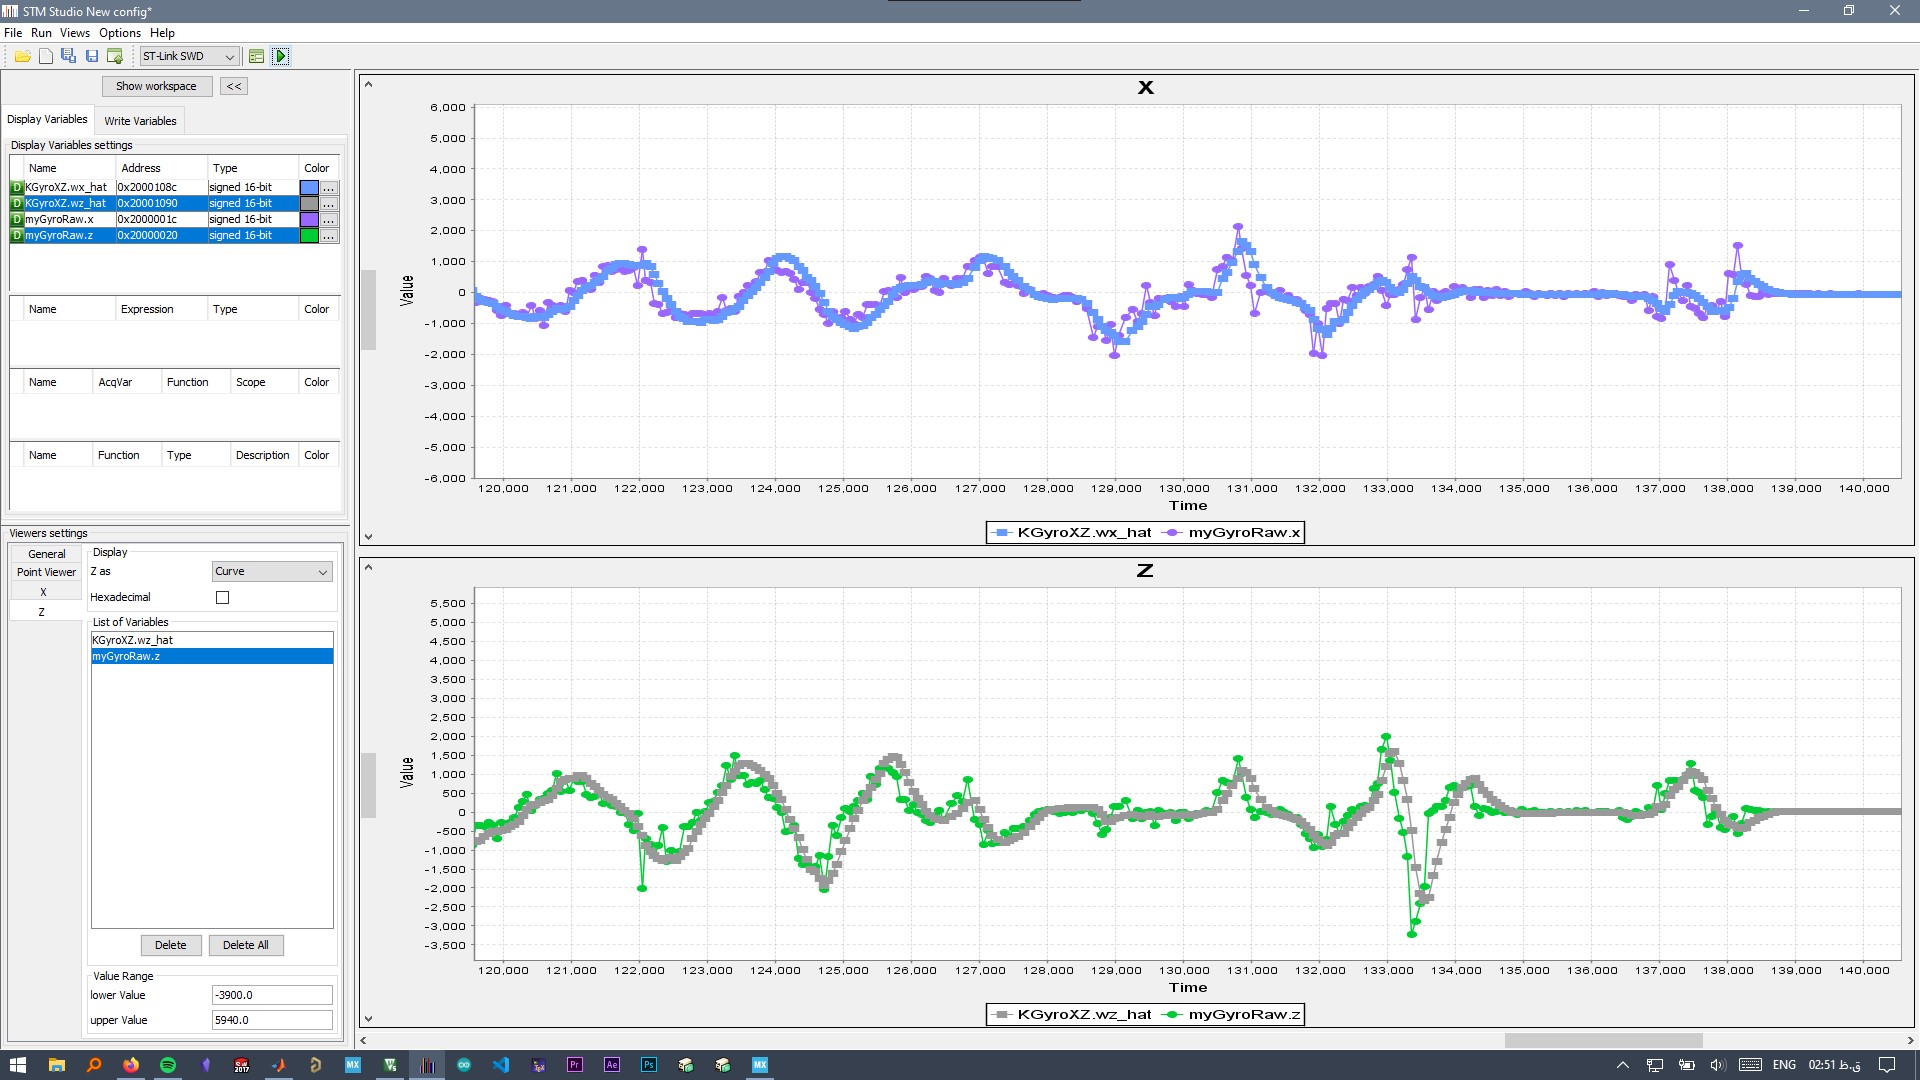 STM Studio New config*
File Run Views Options Help
ST-Link SWD
Show workspace <<
Display Variables Write Variables
Display Variables settings
Name Address Type Color
D KGyroXZ.wx_hat 0x2000108c signed 16-bit ...
D KGyroXZ.wz_hat 0x20001090 signed 16-bit ...
D myGyroRaw.x 0x2000001c signed 16-bit ...
D myGyroRaw.z 0x20000020 signed 16-bit ...
Name Expression Type Color
Name AcqVar Function Scope Color
Name Function Type Description Color
Viewers settings
General
Point Viewer
X
Z
Display
Z as Curve
Hexadecimal
List of Variables
KGyroXZ.wz_hat
myGyroRaw.z
Delete Delete All
Value Range
lower Value -3900.0
upper Value 5940.0
X
Value
6,000
5,000
4,000
3,000
2,000
1,000
0
-1,000
-2,000
-3,000
-4,000
-5,000
-6,000
120,000 121,000 122,000 123,000 124,000 125,000 126,000 127,000 128,000 129,000 130,000 131,000 132,000 133,000 134,000 135,000 136,000 137,000 138,000 139,000 140,000
Time
KGyroXZ.wx_hat myGyroRaw.x
Z
Value
5,500
5,000
4,500
4,000
3,500
3,000
2,500
2,000
1,500
1,000
500
0
-500
-1,000
-1,500
-2,000
-2,500
-3,000
-3,500
120,000 121,000 122,000 123,000 124,000 125,000 126,000 127,000 128,000 129,000 130,000 131,000 132,000 133,000 134,000 135,000 136,000 137,000 138,000 139,000 140,000
Time
KGyroXZ.wz_hat myGyroRaw.z
2017 MX Pr Ae Ps MX ENG 02:51 ق.ظ